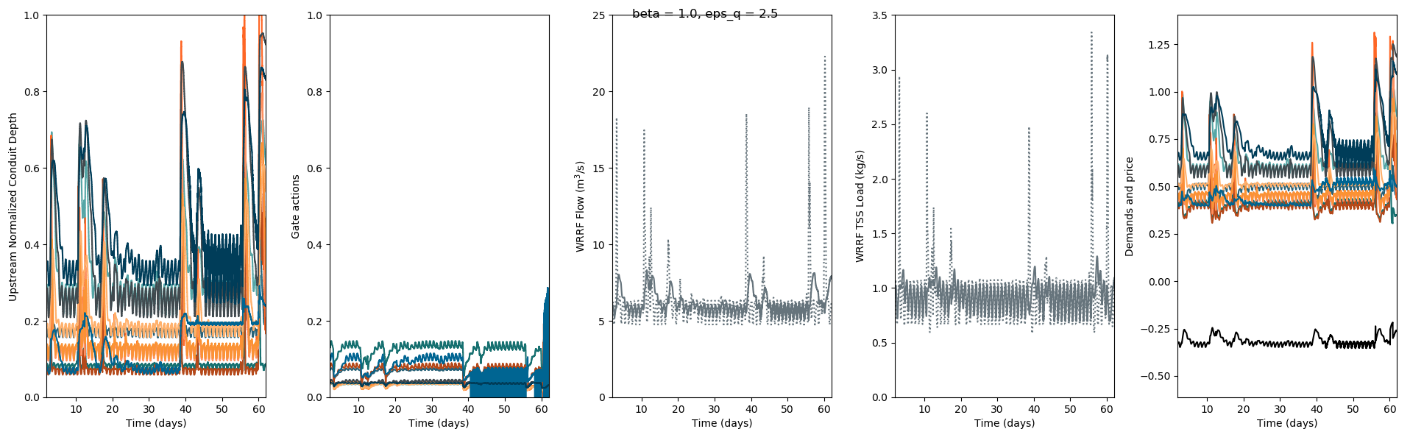 beta = 1.0, eps_q = 2.5
Upstream Normalized Conduit Depth
1.0
0.8
0.6
0.4
0.2
0.0
10 20 30 40 50 60
Time (days)
Gate actions
1.0
0.8
0.6
0.4
0.2
0.0
10 20 30 40 50 60
Time (days)
WRRF Flow (m³/s)
25
20
15
10
5
0
10 20 30 40 50 60
Time (days)
WRRF TSS Load (kg/s)
3.5
3.0
2.5
2.0
1.5
1.0
0.5
0.0
10 20 30 40 50 60
Time (days)
Demands and price
1.25
1.00
0.75
0.50
0.25
0.00
−0.25
−0.50
10 20 30 40 50 60
Time (days)